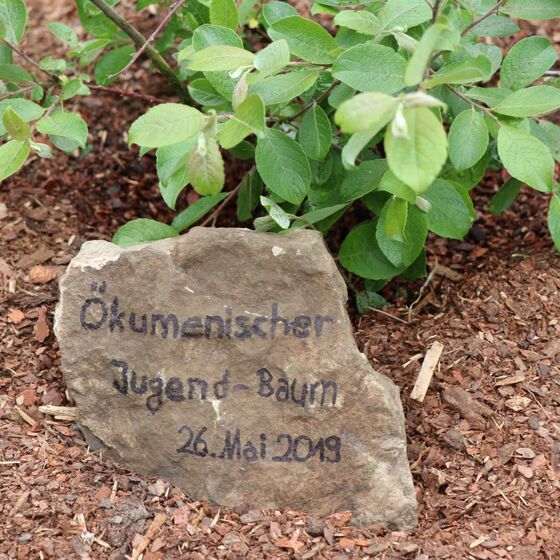 Ökumenischer
Jugend-Baum
26. Mai 2019